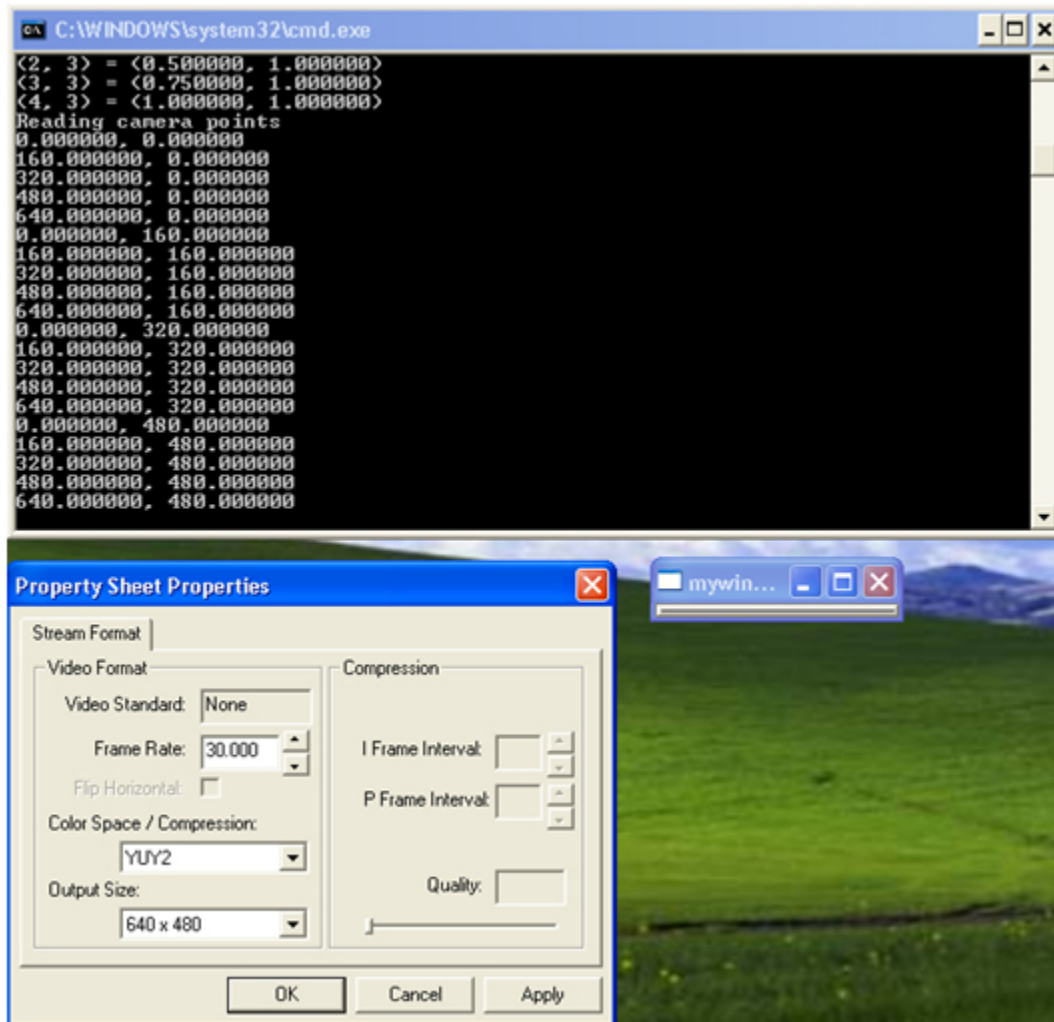 C:\WINDOWS\system32\cmd.exe
(2, 3) = (0.500000, 1.000000)
(3, 3) = (0.750000, 1.000000)
(4, 3) = (1.000000, 1.000000)
Reading camera points
0.000000, 0.000000
160.000000, 0.000000
320.000000, 0.000000
480.000000, 0.000000
640.000000, 0.000000
0.000000, 160.000000
160.000000, 160.000000
320.000000, 160.000000
480.000000, 160.000000
640.000000, 160.000000
0.000000, 320.000000
160.000000, 320.000000
320.000000, 320.000000
480.000000, 320.000000
640.000000, 320.000000
0.000000, 480.000000
160.000000, 480.000000
320.000000, 480.000000
480.000000, 480.000000
640.000000, 480.000000
Property Sheet Properties
mywin...
Stream Format
Video Format
Video Standard: None
Frame Rate: 30.000
Flip Horizontal:
Color Space / Compression:
YUY2
Output Size:
640 x 480
Compression
I Frame Interval:
P Frame Interval:
Quality:
OK Cancel Apply